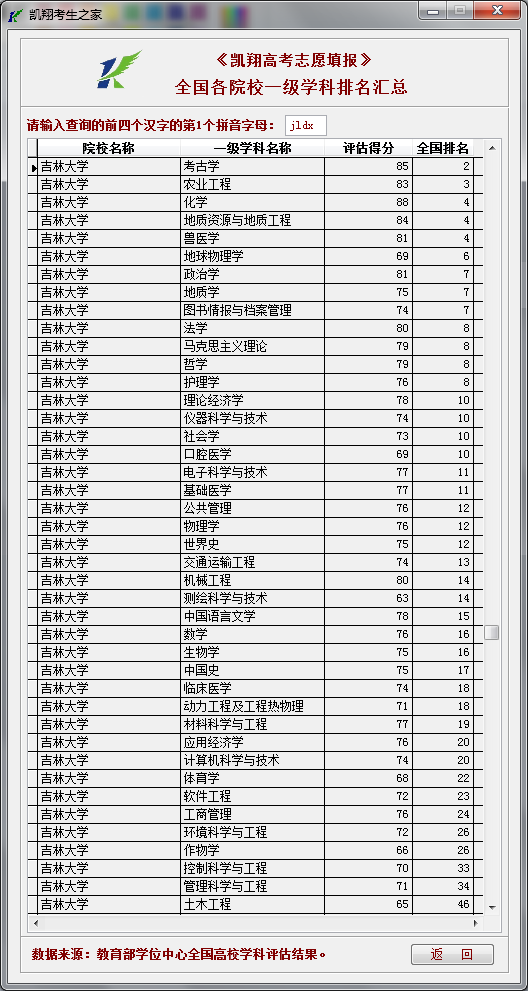 凯翔考生之家
《凯翔高考志愿填报》
全国各院校一级学科排名汇总
请输入查询的前四个汉字的第1个拼音字母： jldx
院校名称 一级学科名称 评估得分 全国排名
吉林大学 考古学 85 2
吉林大学 农业工程 83 3
吉林大学 化学 88 4
吉林大学 地质资源与地质工程 84 4
吉林大学 兽医学 81 4
吉林大学 地球物理学 69 6
吉林大学 政治学 81 7
吉林大学 地质学 75 7
吉林大学 图书情报与档案管理 74 7
吉林大学 法学 80 8
吉林大学 马克思主义理论 79 8
吉林大学 哲学 79 8
吉林大学 护理学 76 8
吉林大学 理论经济学 78 10
吉林大学 仪器科学与技术 74 10
吉林大学 社会学 73 10
吉林大学 口腔医学 69 10
吉林大学 电子科学与技术 77 11
吉林大学 基础医学 77 11
吉林大学 公共管理 76 12
吉林大学 物理学 76 12
吉林大学 世界史 75 12
吉林大学 交通运输工程 74 13
吉林大学 机械工程 80 14
吉林大学 测绘科学与技术 63 14
吉林大学 中国语言文学 78 15
吉林大学 数学 76 16
吉林大学 生物学 75 16
吉林大学 中国史 75 17
吉林大学 临床医学 74 18
吉林大学 动力工程及工程热物理 71 18
吉林大学 材料科学与工程 77 19
吉林大学 应用经济学 76 20
吉林大学 计算机科学与技术 74 20
吉林大学 体育学 68 22
吉林大学 软件工程 72 23
吉林大学 工商管理 76 24
吉林大学 环境科学与工程 72 26
吉林大学 作物学 66 26
吉林大学 控制科学与工程 70 33
吉林大学 管理科学与工程 71 34
吉林大学 土木工程 65 46
数据来源：教育部学位中心全国高校学科评估结果。 返 回